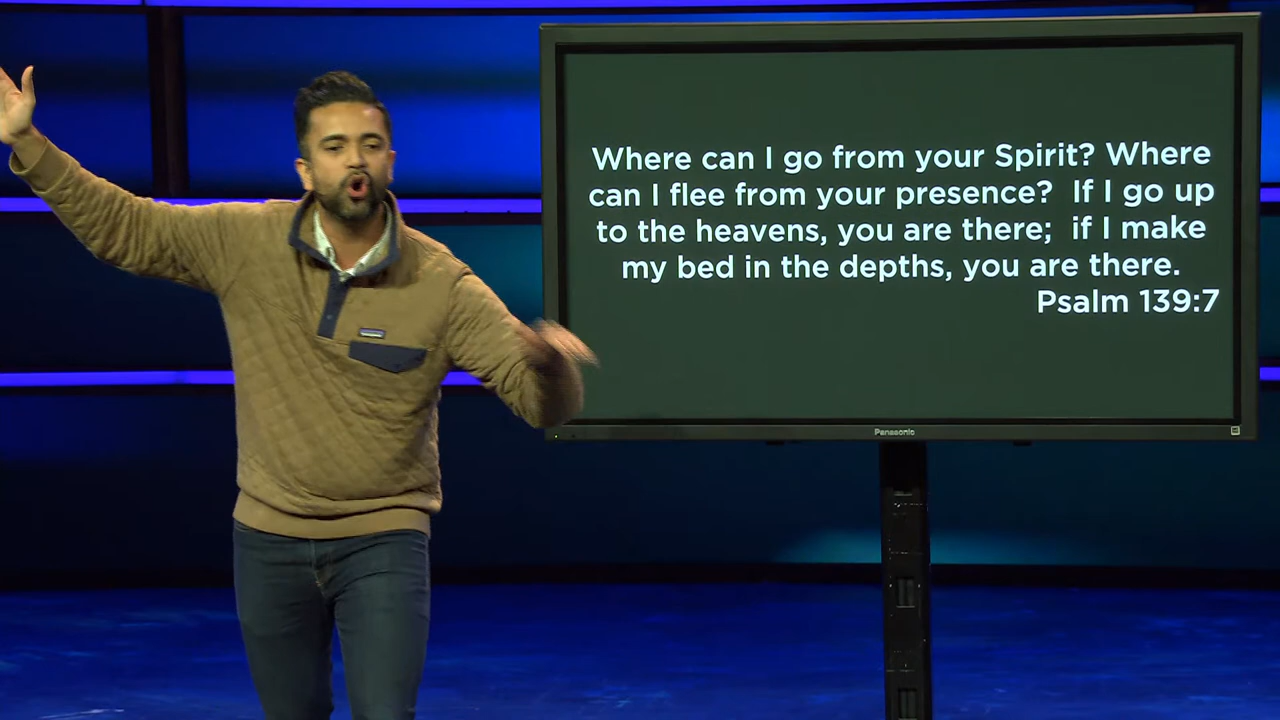 Where can I go from your Spirit? Where
can I flee from your presence? If I go up
to the heavens, you are there; if I make
my bed in the depths, you are there.
Psalm 139:7
Panasonic